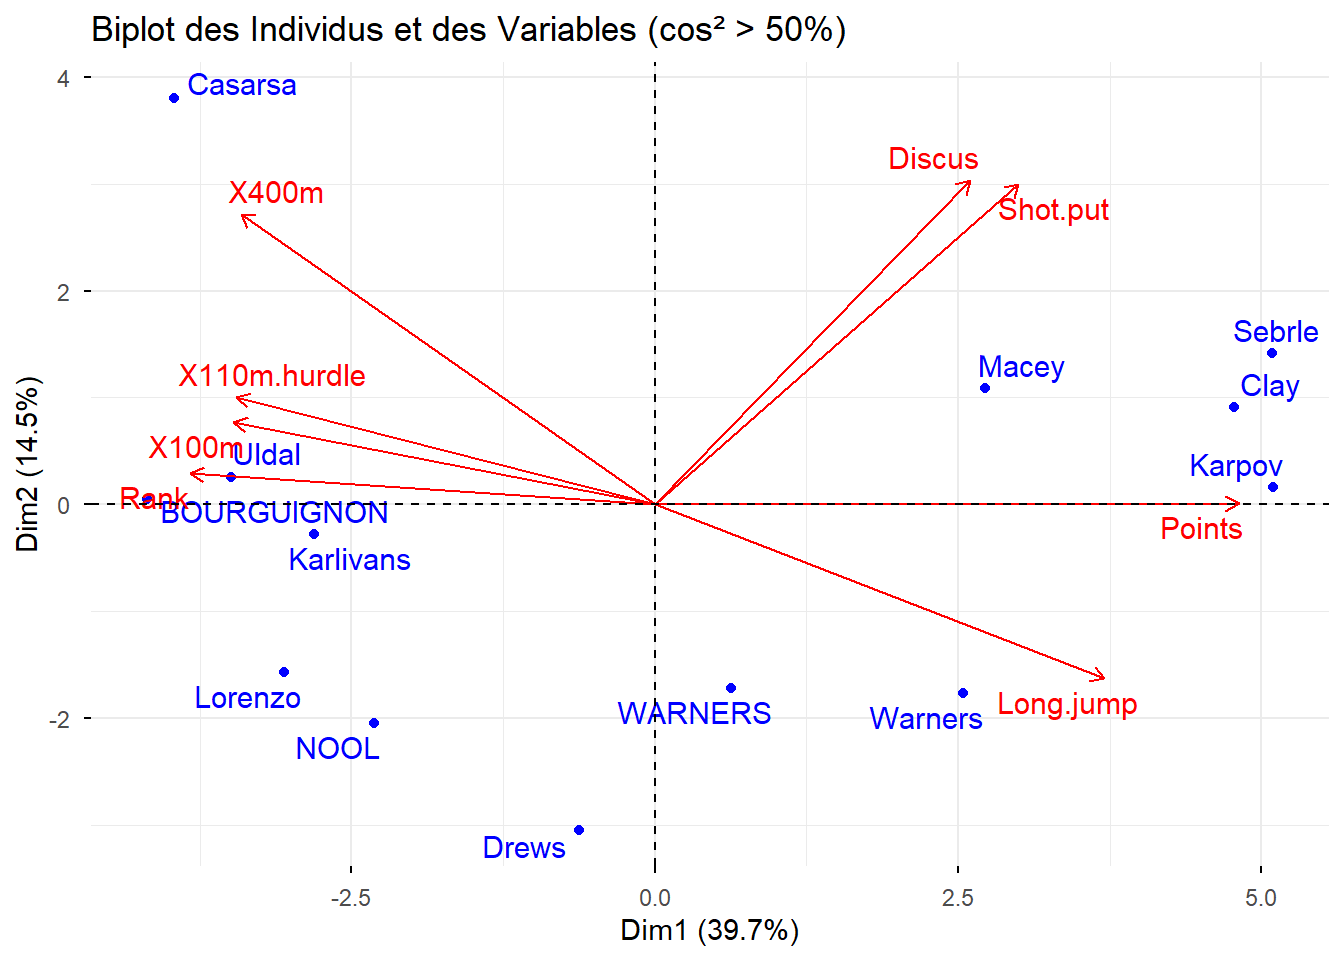 Biplot des Individus et des Variables (cos² > 50%)
4
Casarsa
Discus
X400m
Shot.put
2
Sebrle
Macey
X110m.hurdle
Clay
X100m
Uldal
Karpov
Rank
0
BOURGUIGNON
Points
Karlivans
Lorenzo
Long.jump
WARNERS
Warners
-2
NOOL
Drews
-2.5
0.0
2.5
5.0
Dim1 (39.7%)
Dim2 (14.5%)